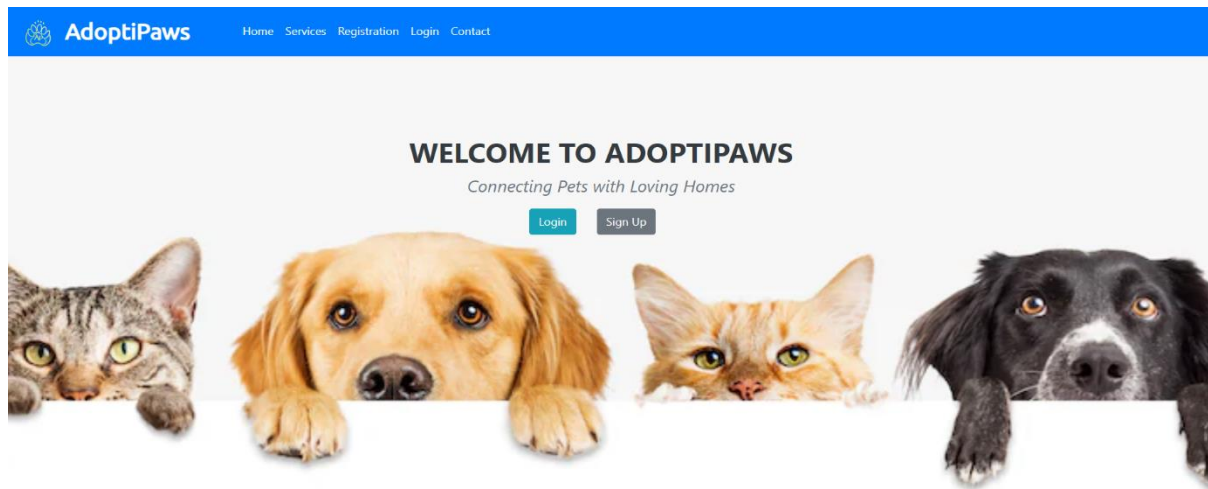 AdoptiPaws
Home Services Registration Login Contact
WELCOME TO ADOPTIPAWS
Connecting Pets with Loving Homes
Login Sign Up